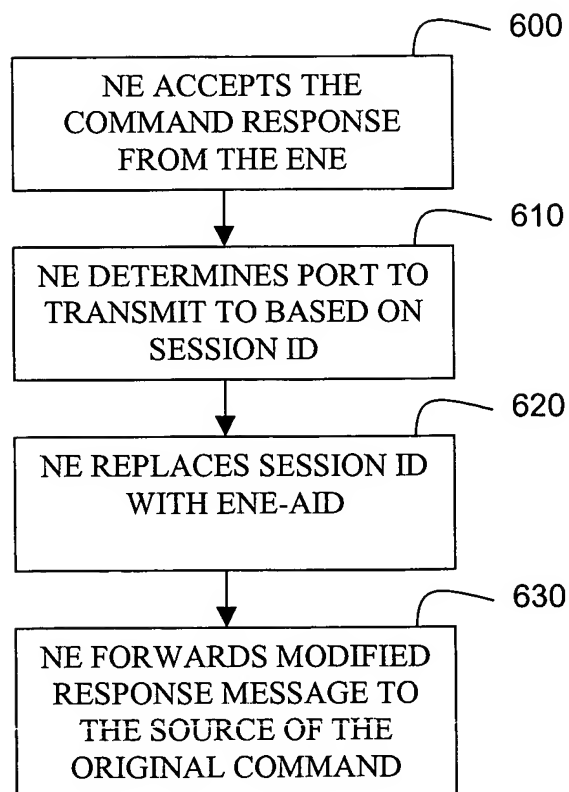 600
NE ACCEPTS THE
COMMAND RESPONSE
FROM THE ENE
610
NE DETERMINES PORT TO
TRANSMIT TO BASED ON
SESSION ID
620
NE REPLACES SESSION ID
WITH ENE-AID
630
NE FORWARDS MODIFIED
RESPONSE MESSAGE TO
THE SOURCE OF THE
ORIGINAL COMMAND